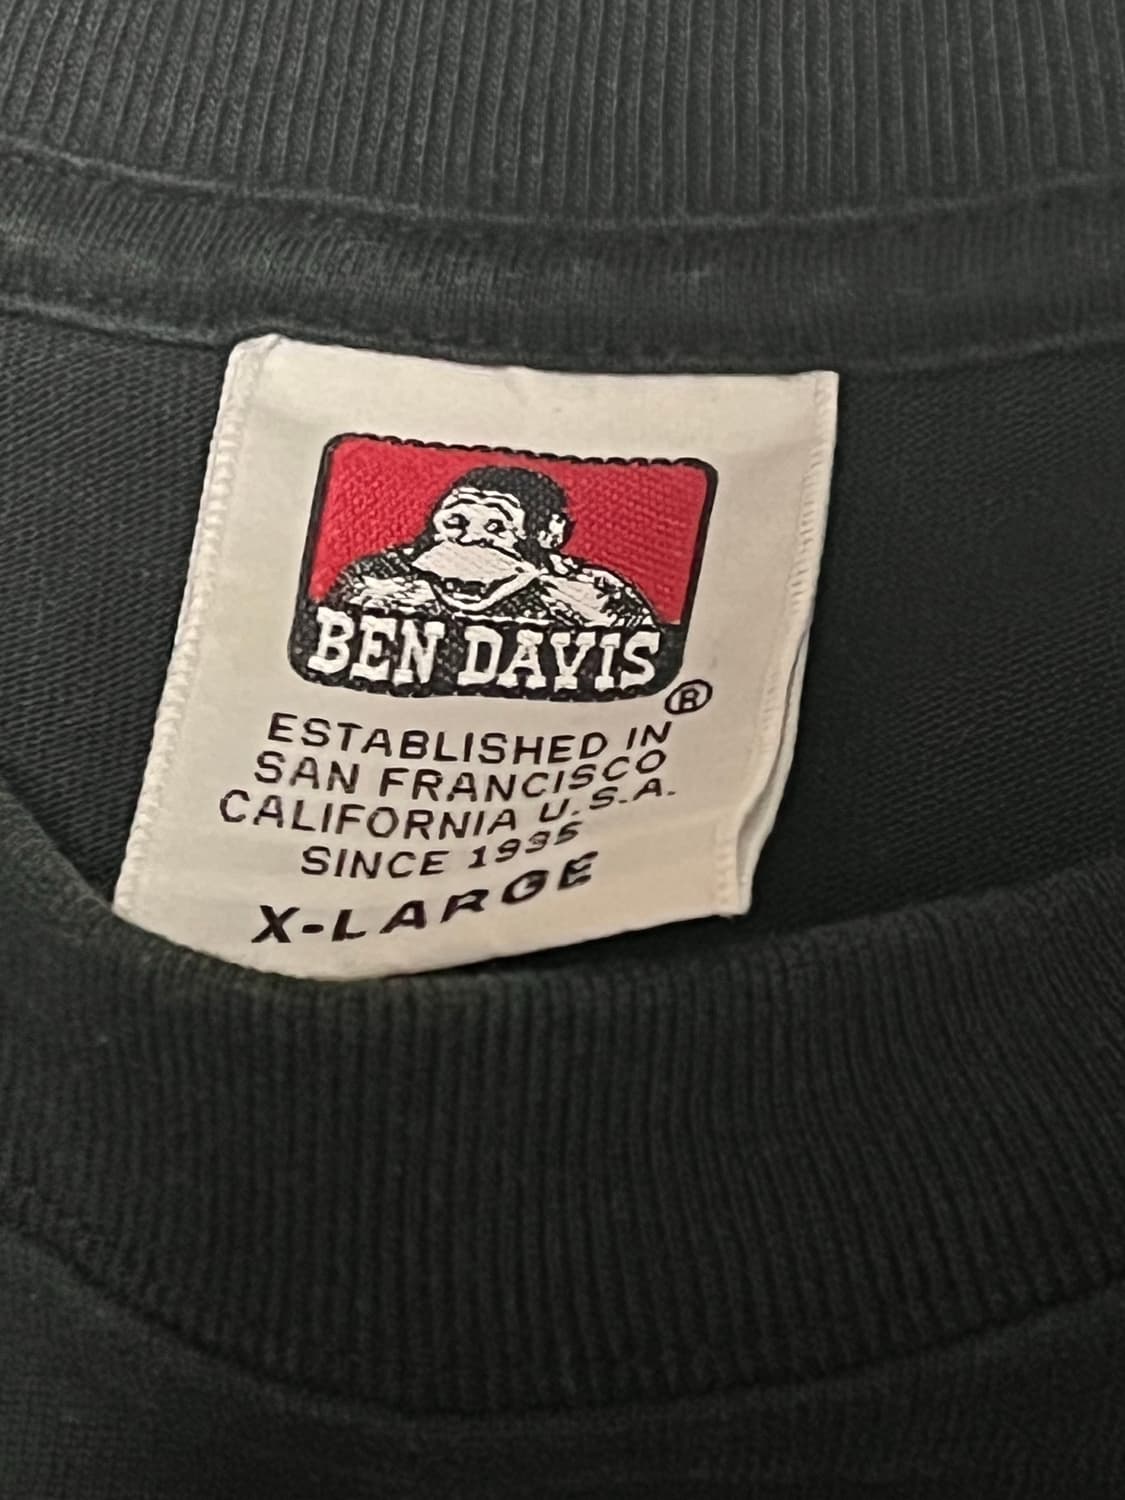 BEN DAVIS
®
ESTABLISHED IN
SAN FRANCISCO
CALIFORNIA U.S.A.
SINCE 1935
X-LARGE